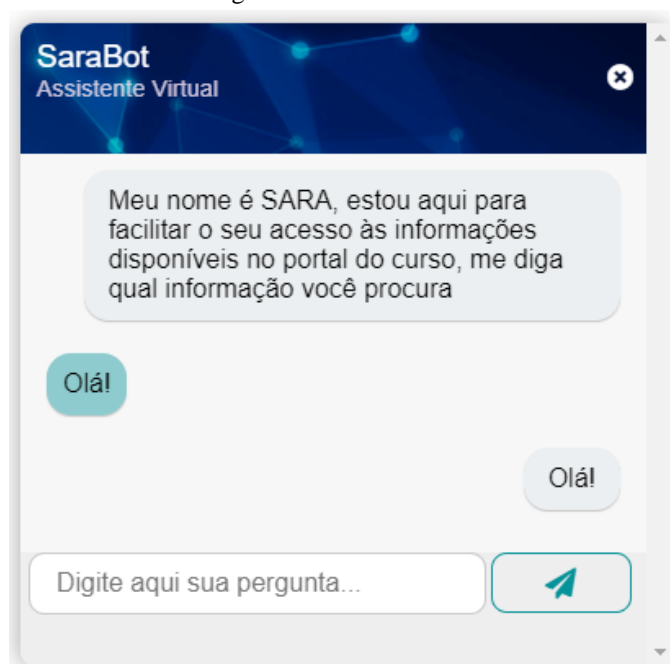 SaraBot
Assistente Virtual
Meu nome é SARA, estou aqui para
facilitar o seu acesso às informações
disponíveis no portal do curso, me diga
qual informação você procura
Olá!
Olá!
Digite aqui sua pergunta...